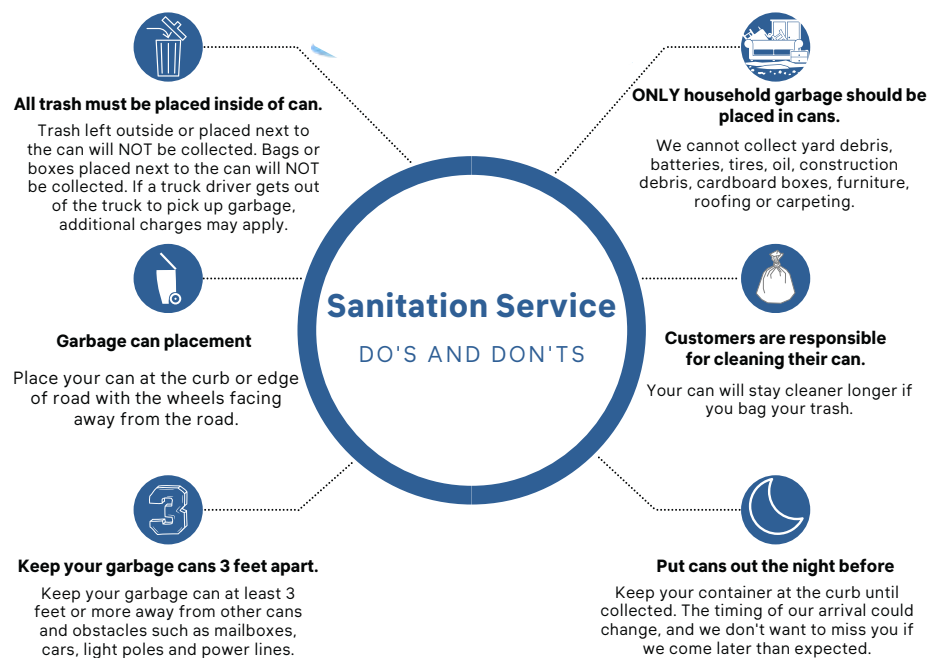 All trash must be placed inside of can.
Trash left outside or placed next to
the can will NOT be collected. Bags or
boxes placed next to the can will NOT
be collected. If a truck driver gets out
of the truck to pick up garbage,
additional charges may apply.
Garbage can placement
Place your can at the curb or edge
of road with the wheels facing
away from the road.
3
Keep your garbage cans 3 feet apart.
Keep your garbage can at least 3
feet or more away from other cans
and obstacles such as mailboxes,
cars, light poles and power lines.
Sanitation Service
DO'S AND DON'TS
ONLY household garbage should be
placed in cans.
We cannot collect yard debris,
batteries, tires, oil, construction
debris, cardboard boxes, furniture,
roofing or carpeting.
Customers are responsible
for cleaning their can.
Your can will stay cleaner longer if
you bag your trash.
Put cans out the night before
Keep your container at the curb until
collected. The timing of our arrival could
change, and we don't want to miss you if
we come later than expected.